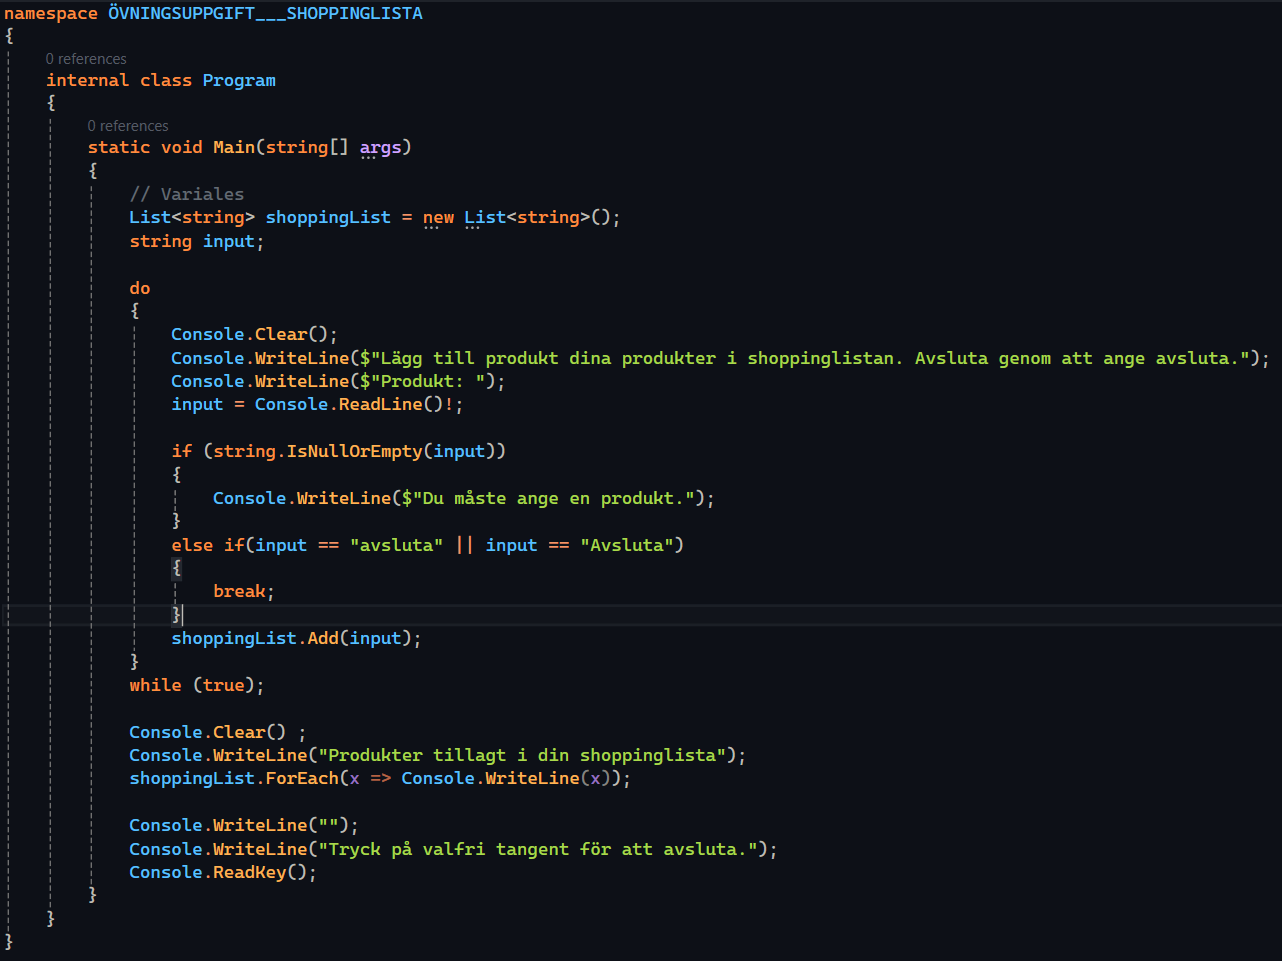 namespace ÖVNINGSUPPGIFT___SHOPPINGLISTA
{
0 references
internal class Program
{
0 references
static void Main(string[] args)
{
// Variales
List<string> shoppingList = new List<string>();
string input;
do
{
Console.Clear();
Console.WriteLine($"Lägg till produkt dina produkter i shoppinglistan. Avsluta genom att ange avsluta.");
Console.WriteLine($"Produkt: ");
input = Console.ReadLine()!;
if (string.IsNullOrEmpty(input))
{
Console.WriteLine($"Du måste ange en produkt.");
}
else if(input == "avsluta" || input == "Avsluta")
{
break;
}
shoppingList.Add(input);
}
while (true);
Console.Clear() ;
Console.WriteLine("Produkter tillagt i din shoppinglista");
shoppingList.ForEach(x => Console.WriteLine(x));
Console.WriteLine("");
Console.WriteLine("Tryck på valfri tangent för att avsluta.");
Console.ReadKey();
}
}
}